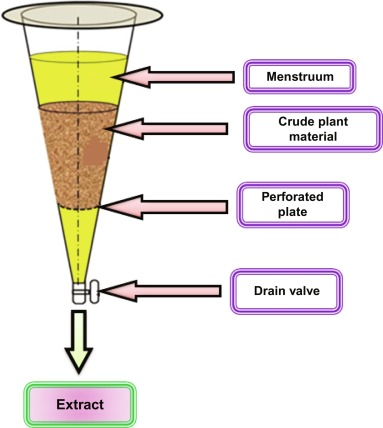 Menstruum
Crude plant
material
Perforated
plate
Drain valve
Extract